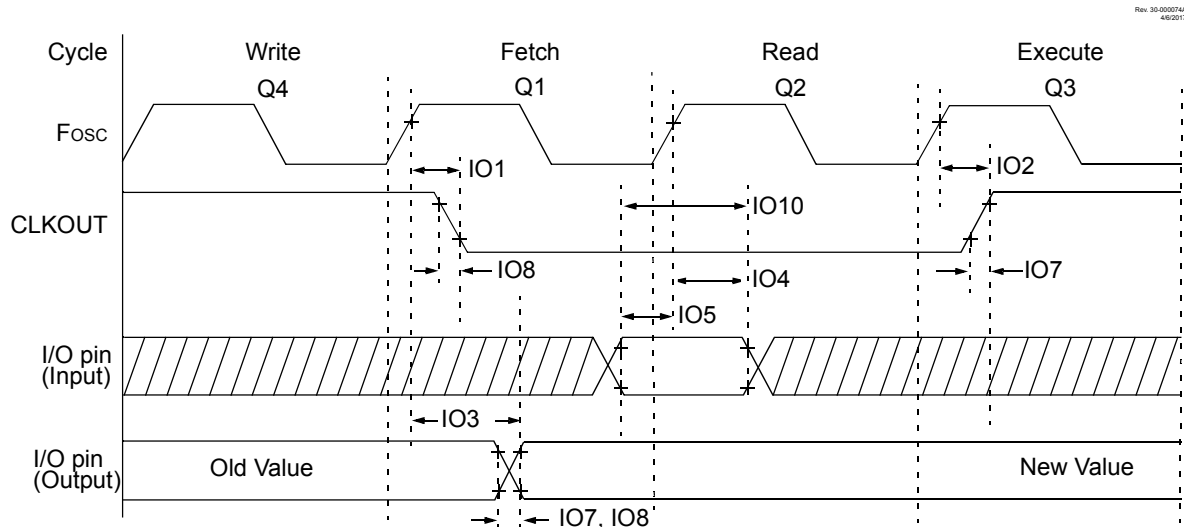 Rev. 30-000074A
4/6/2017
Cycle Write Fetch Read Execute
Q4 Q1 Q2 Q3
FOSC
IO1 IO2
CLKOUT
IO10
IO8 IO7
IO4
IO5
I/O pin
(Input)
IO3
I/O pin
(Output)
Old Value New Value
IO7, IO8